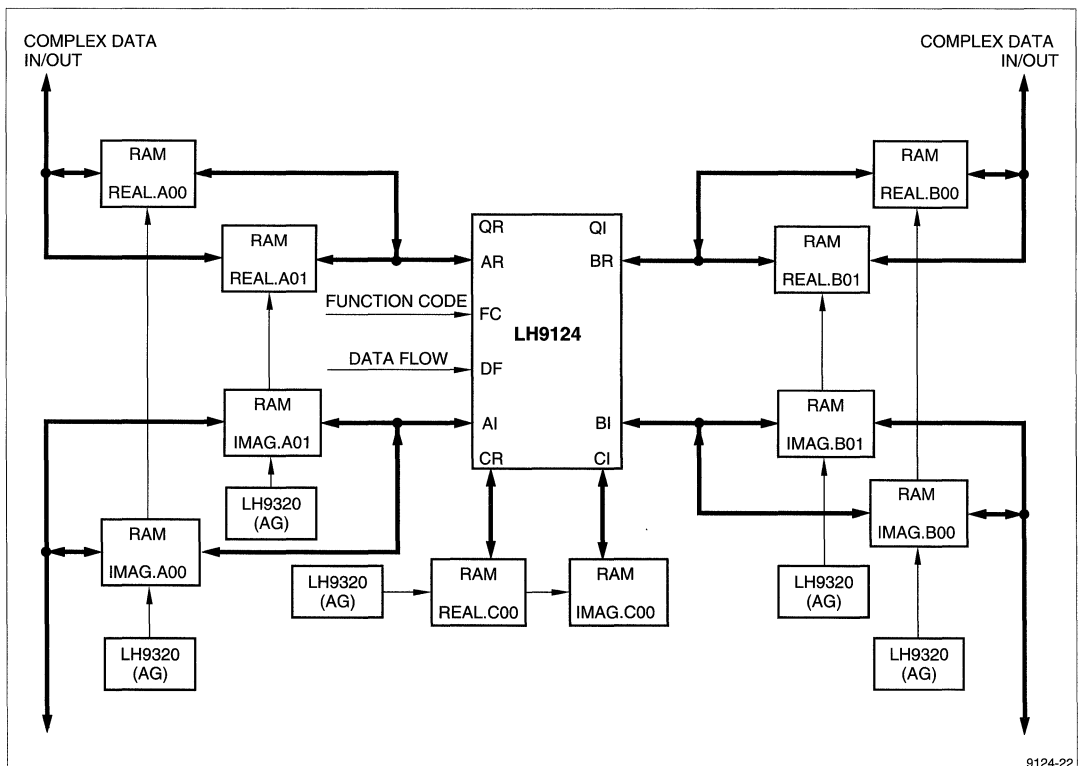 COMPLEX DATA
IN/OUT
COMPLEX DATA
IN/OUT
RAM
REAL.A00
RAM
REAL.B00
RAM
REAL.A01
QR
QI
AR
BR
RAM
REAL.B01
FUNCTION CODE
FC
LH9124
DATA FLOW
DF
RAM
IMAG.A01
AI
BI
RAM
IMAG.B01
CR
CI
LH9320
(AG)
RAM
IMAG.A00
RAM
IMAG.B00
LH9320
(AG)
RAM
REAL.C00
RAM
IMAG.C00
LH9320
(AG)
LH9320
(AG)
LH9320
(AG)
9124-22